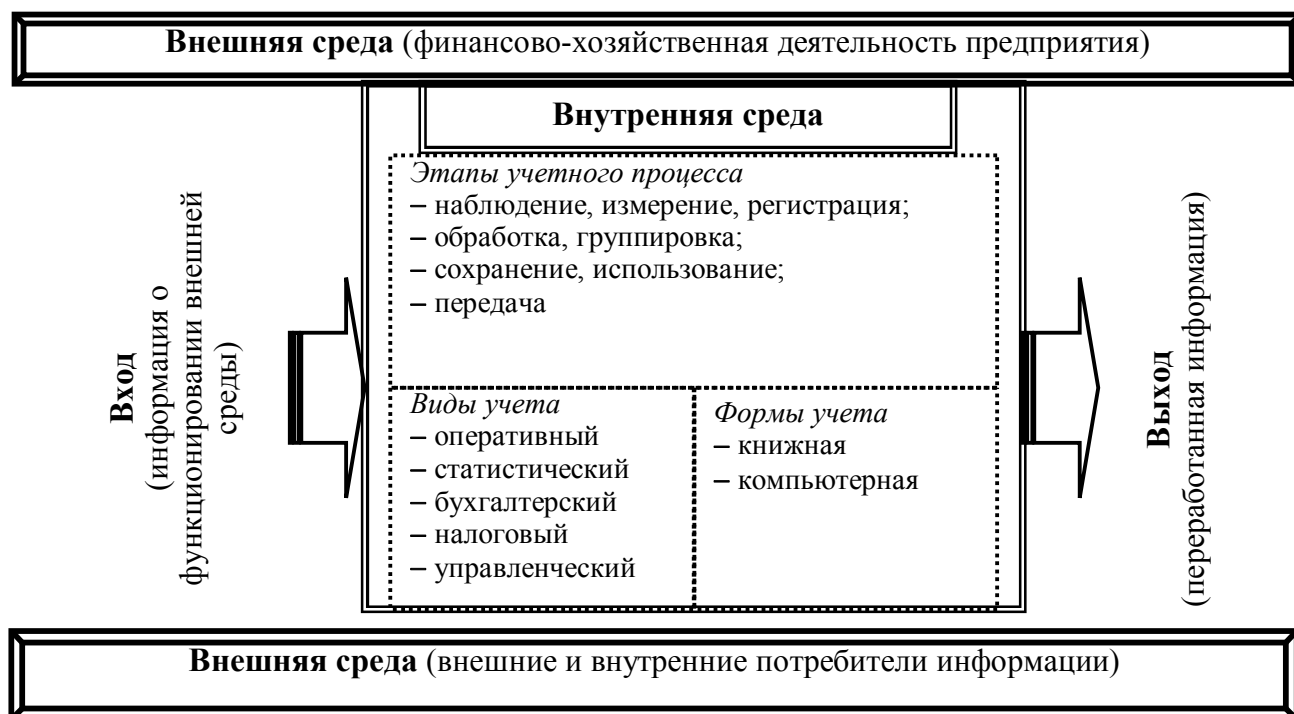 Внешняя среда (финансово-хозяйственная деятельность предприятия)
Внутренняя среда
Этапы учетного процесса
– наблюдение, измерение, регистрация;
– обработка, группировка;
– сохранение, использование;
– передача
Вход
(информация о
функционировании внешней
среды)
Виды учета
– оперативный
– статистический
– бухгалтерский
– налоговый
– управленческий
Формы учета
– книжная
– компьютерная
Выход
(переработанная информация)
Внешняя среда (внешние и внутренние потребители информации)